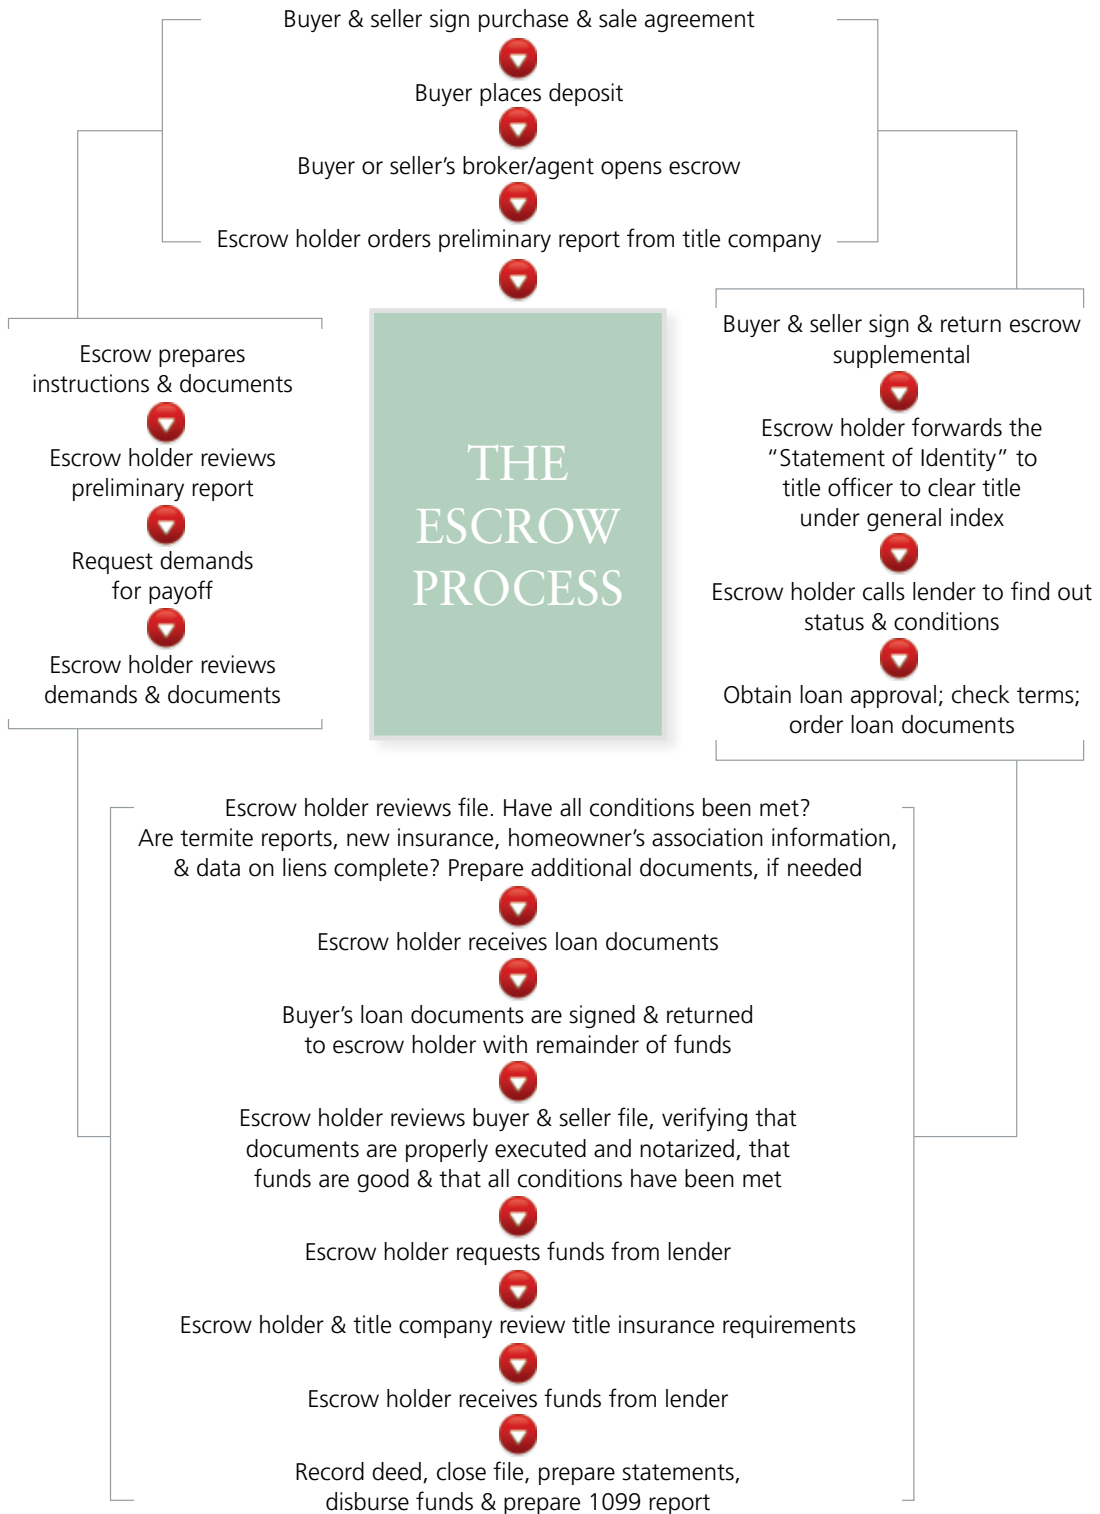 Buyer & seller sign purchase & sale agreement
Buyer places deposit
Buyer or seller’s broker/agent opens escrow
Escrow holder orders preliminary report from title company
Escrow prepares
instructions & documents
Escrow holder reviews
preliminary report
Request demands
for payoff
Escrow holder reviews
demands & documents
THE
ESCROW
PROCESS
Buyer & seller sign & return escrow
supplemental
Escrow holder forwards the
“Statement of Identity” to
title officer to clear title
under general index
Escrow holder calls lender to find out
status & conditions
Obtain loan approval; check terms;
order loan documents
Escrow holder reviews file. Have all conditions been met?
Are termite reports, new insurance, homeowner’s association information,
& data on liens complete? Prepare additional documents, if needed
Escrow holder receives loan documents
Buyer’s loan documents are signed & returned
to escrow holder with remainder of funds
Escrow holder reviews buyer & seller file, verifying that
documents are properly executed and notarized, that
funds are good & that all conditions have been met
Escrow holder requests funds from lender
Escrow holder & title company review title insurance requirements
Escrow holder receives funds from lender
Record deed, close file, prepare statements,
disburse funds & prepare 1099 report